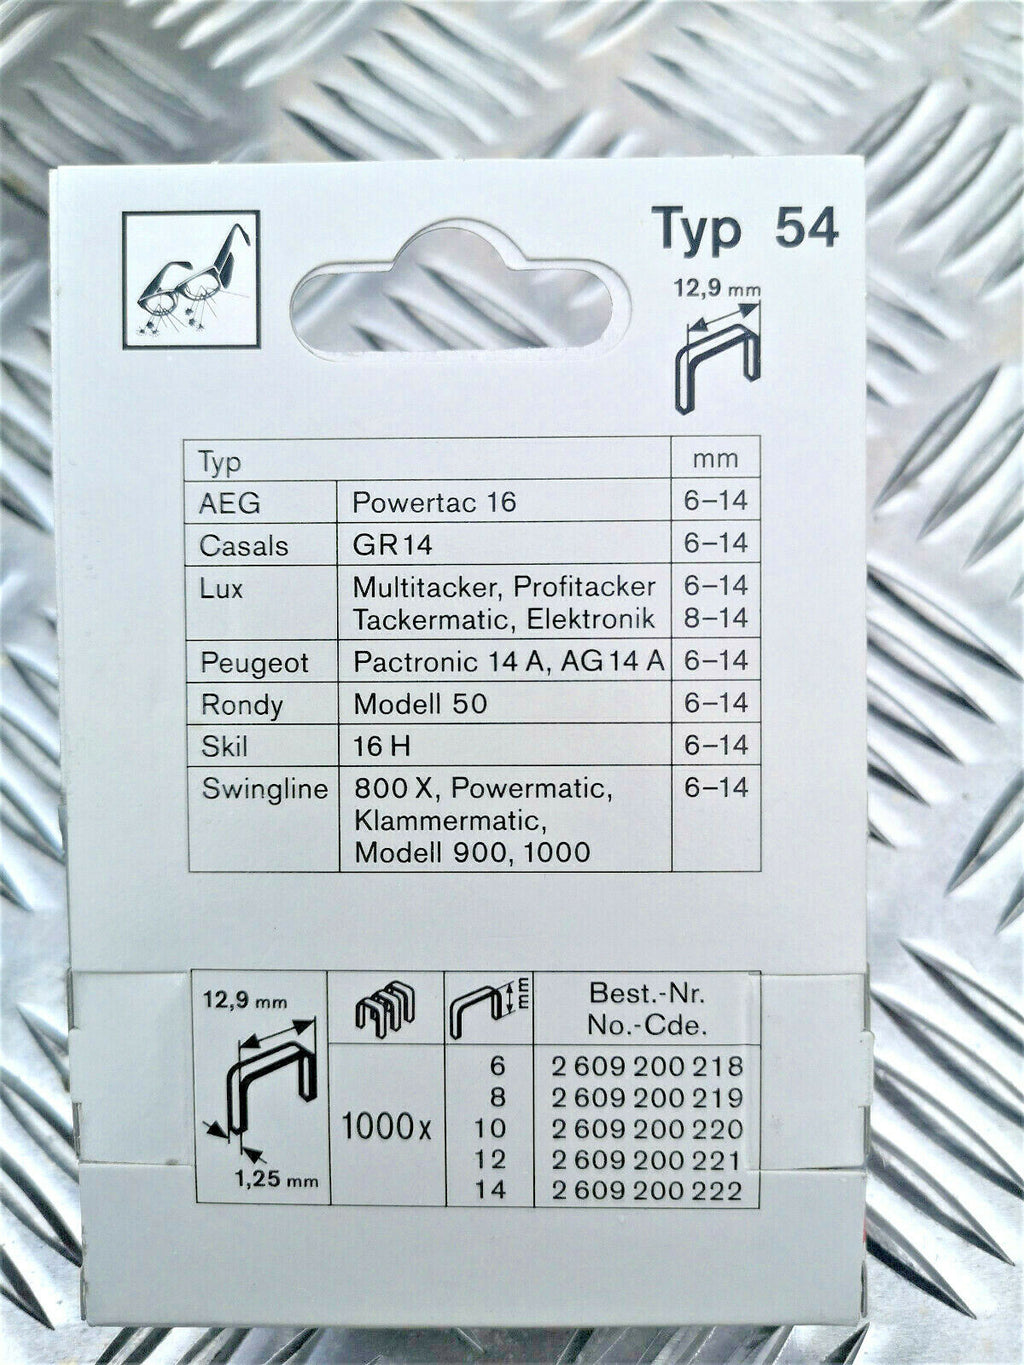 Typ 54
12,9 mm
Typ mm
AEG Powertac 16 6–14
Casals GR14 6–14
Lux Multitacker, Profitacker 6–14
Tackermatic, Elektronik 8–14
Peugeot Pactronic 14 A, AG 14 A 6–14
Rondy Modell 50 6–14
Skil 16 H 6–14
Swingline 800 X, Powermatic, 6–14
Klammermatic,
Modell 900, 1000
12,9 mm
1,25 mm
1000x
mm
Best.-Nr.
No.-Cde.
6 2 609 200 218
8 2 609 200 219
10 2 609 200 220
12 2 609 200 221
14 2 609 200 222